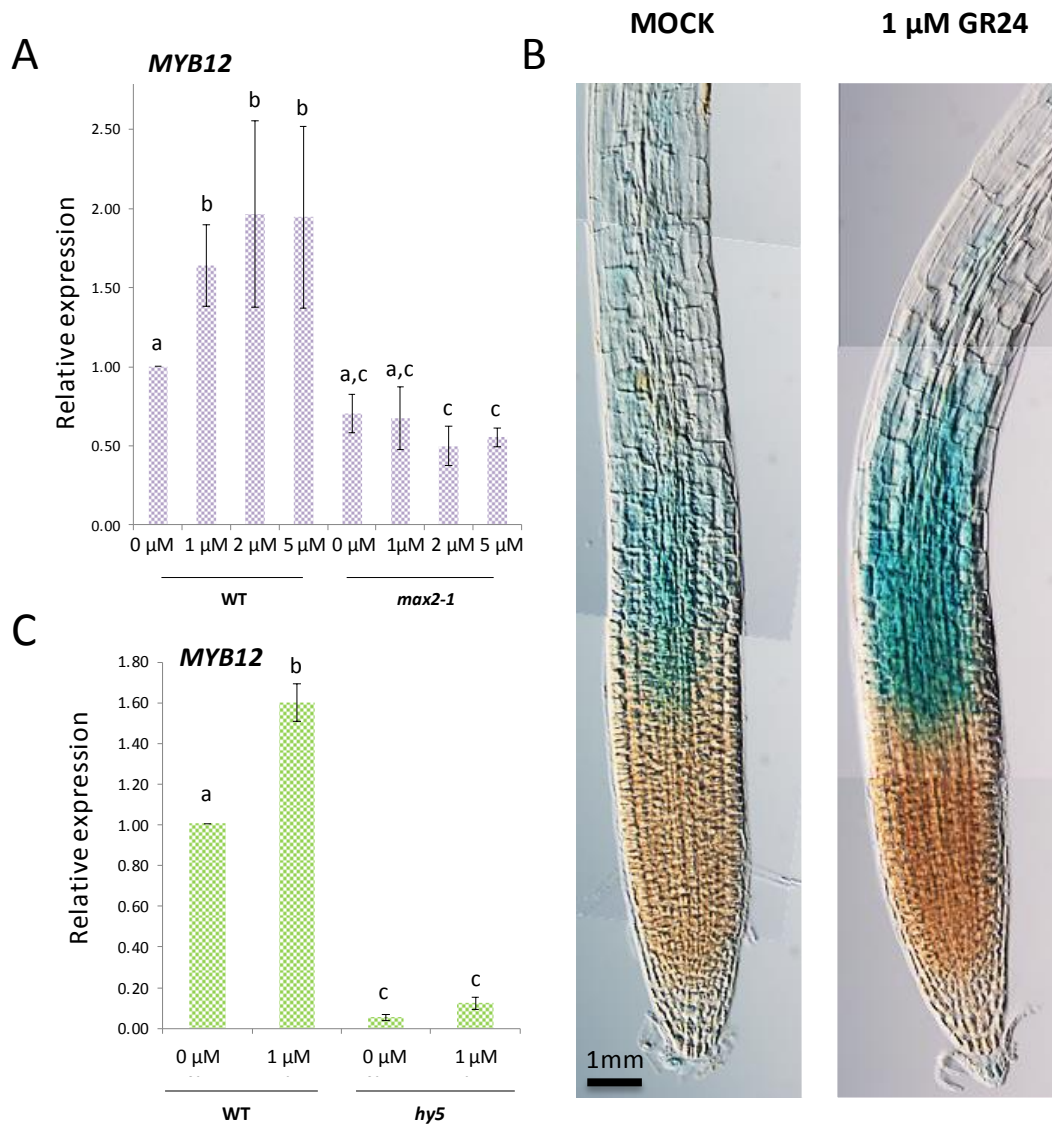 MOCK 1 µM GR24
A
B
MYB12
Relative expression
2.50
2.00
1.50
1.00
0.50
0.00
a
b
b
b
a,c
a,c
c
c
0 µM 1 µM 2 µM 5 µM 0 µM 1µM 2 µM 5 µM
WT max2-1
C
MYB12
Relative expression
1.80
1.60
1.40
1.20
1.00
0.80
0.60
0.40
0.20
0.00
a
b
c
c
0 µM 1 µM 0 µM 1 µM
WT hy5
1mm